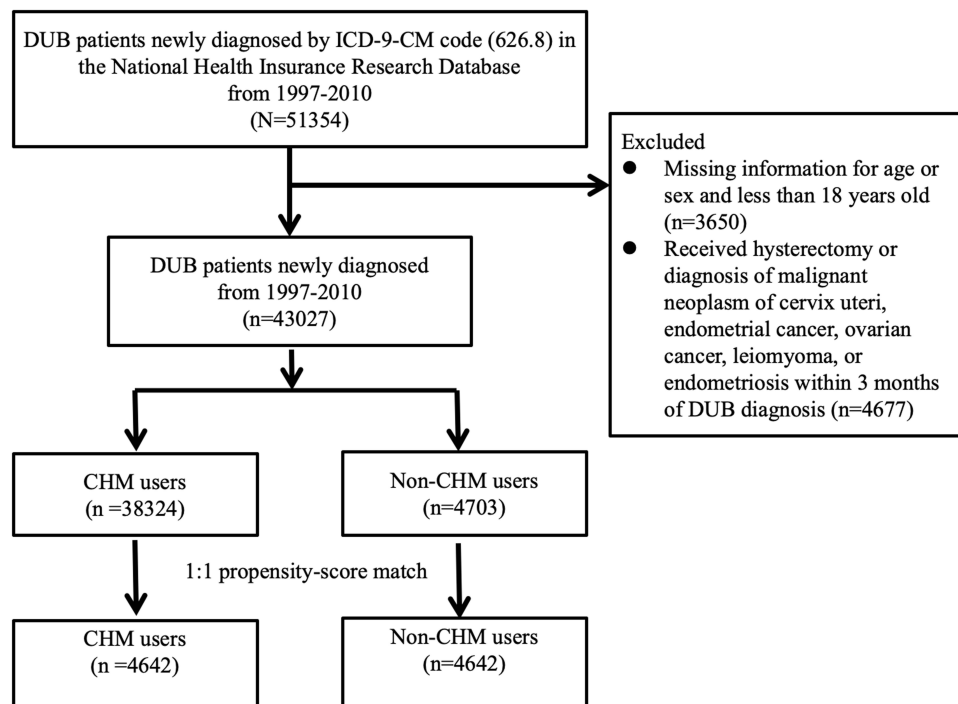 DUB patients newly diagnosed by ICD-9-CM code (626.8) in
the National Health Insurance Research Database
from 1997-2010
(N=51354)
Excluded
● Missing information for age or
sex and less than 18 years old
(n=3650)
● Received hysterectomy or
diagnosis of malignant
neoplasm of cervix uteri,
endometrial cancer, ovarian
cancer, leiomyoma, or
endometriosis within 3 months
of DUB diagnosis (n=4677)
DUB patients newly diagnosed
from 1997-2010
(n=43027)
CHM users
(n =38324)
Non-CHM users
(n=4703)
1:1 propensity-score match
CHM users
(n =4642)
Non-CHM users
(n=4642)